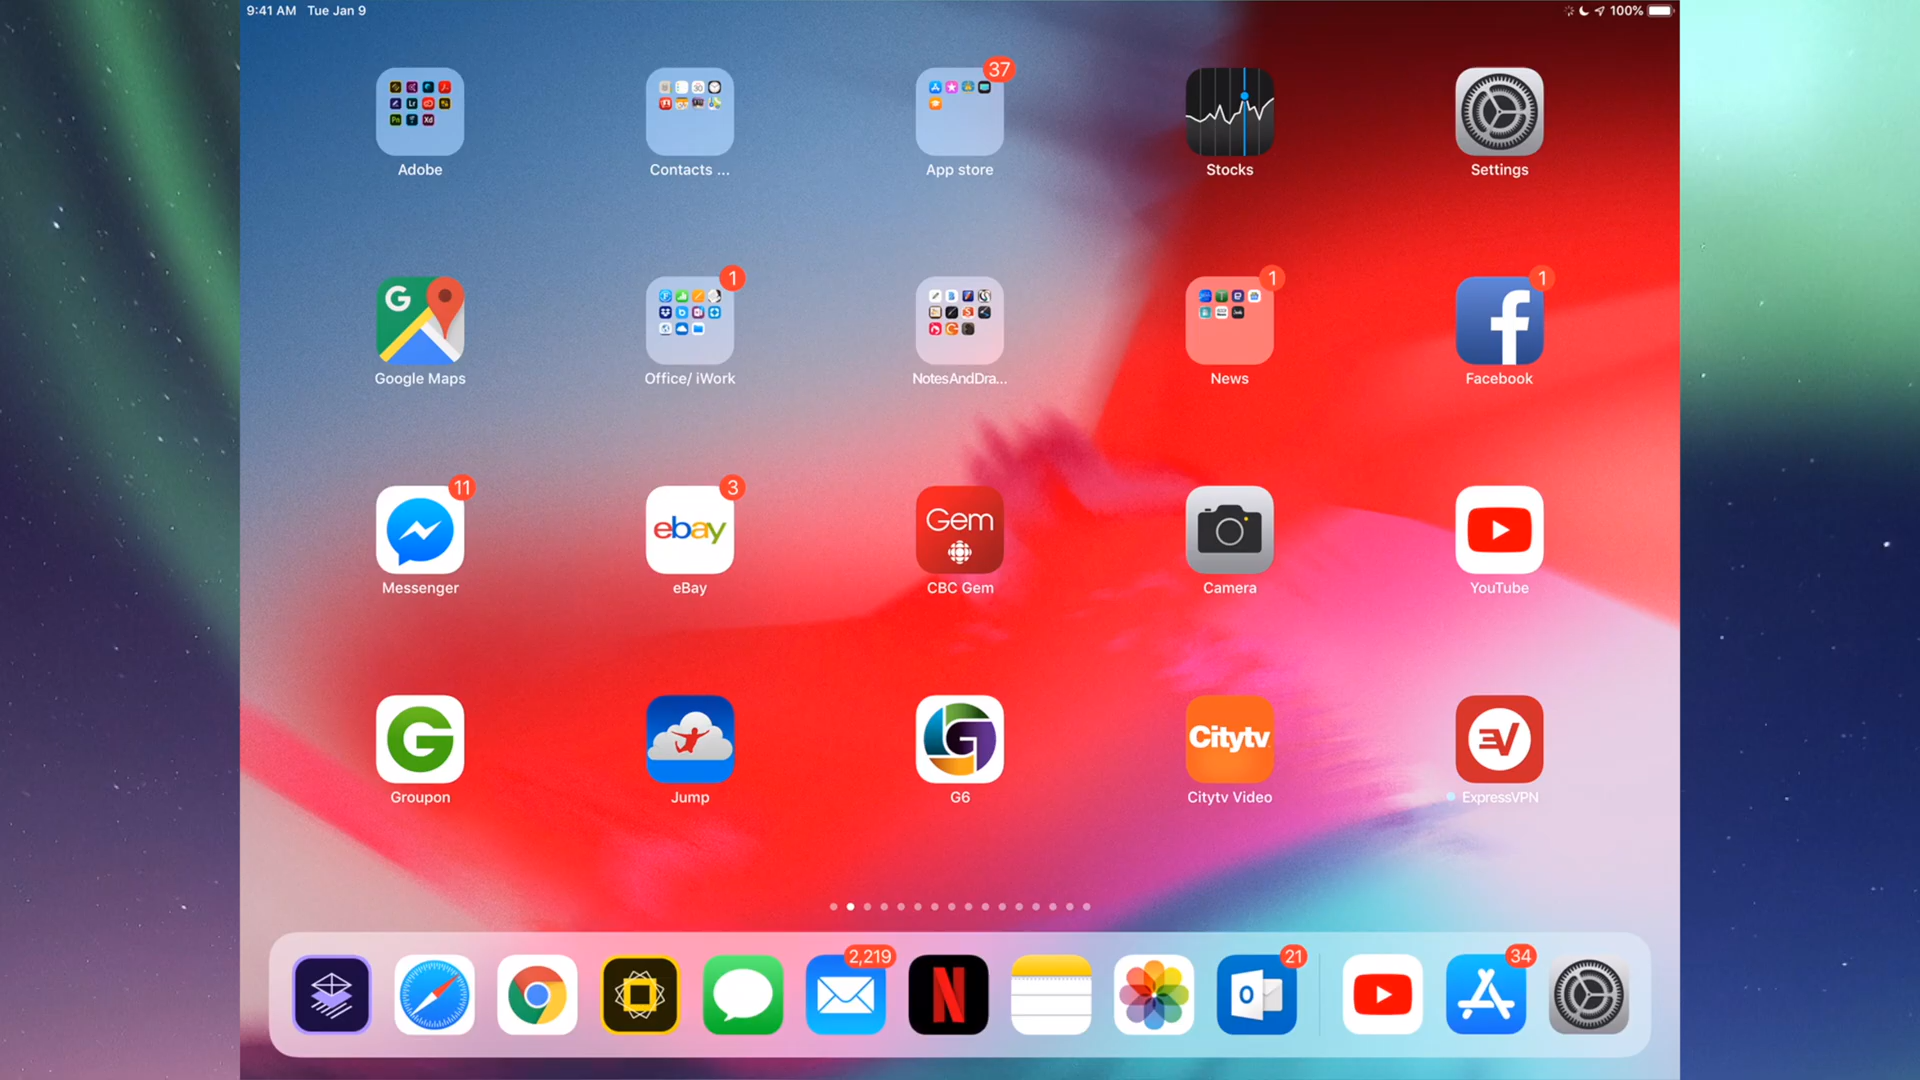 9:41 AM Tue Jan 9
100%
37
Adobe
Contacts ...
App store
Stocks
Settings
1
1
1
G
f
Google Maps
Office/ iWork
NotesAndDra...
News
Facebook
11
3
ebay
Gem
Messenger
eBay
CBC Gem
Camera
YouTube
G
G
Citytv
EV
Groupon
Jump
G6
Citytv Video
ExpressVPN
2,219
21
34
N
O